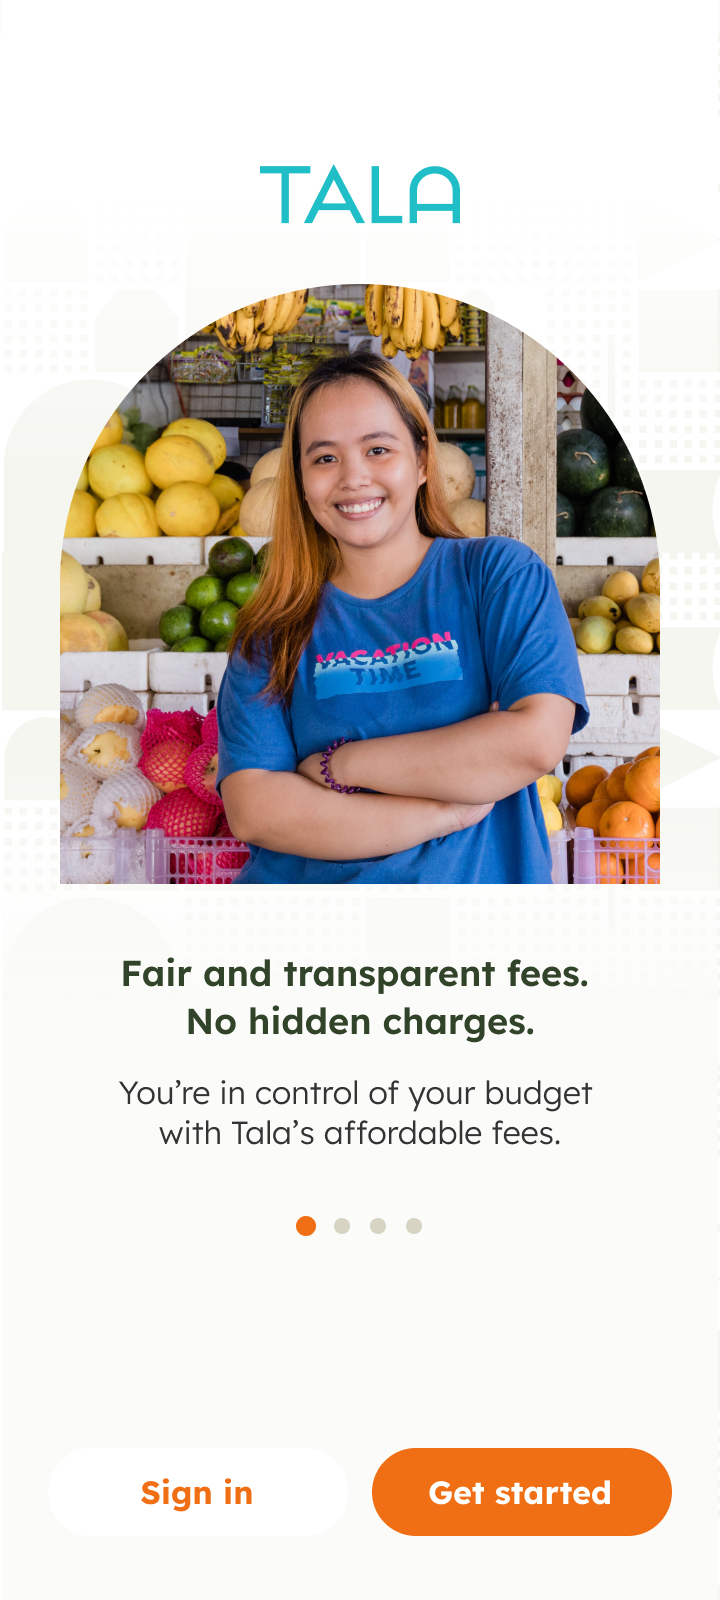 TALA
VACATION
TIME
Fair and transparent fees.
No hidden charges.
You’re in control of your budget
with Tala’s affordable fees.
Sign in
Get started